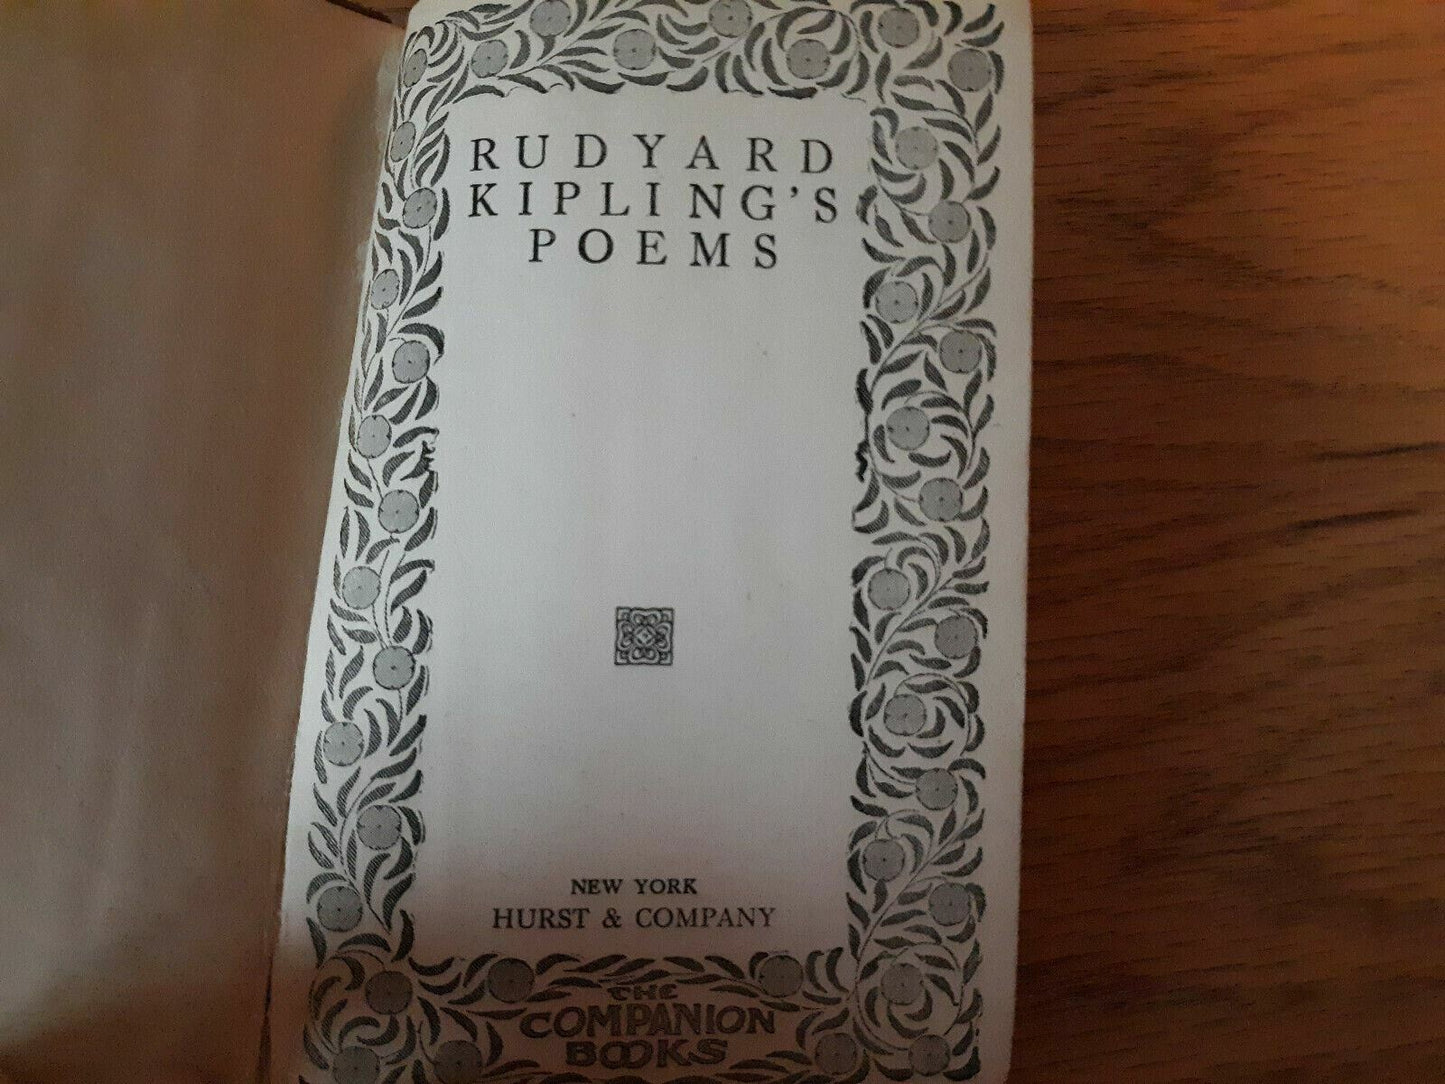 RUDYARD
KIPLING'S
POEMS
NEW YORK
HURST & COMPANY
THE
COMPANION
BOOKS